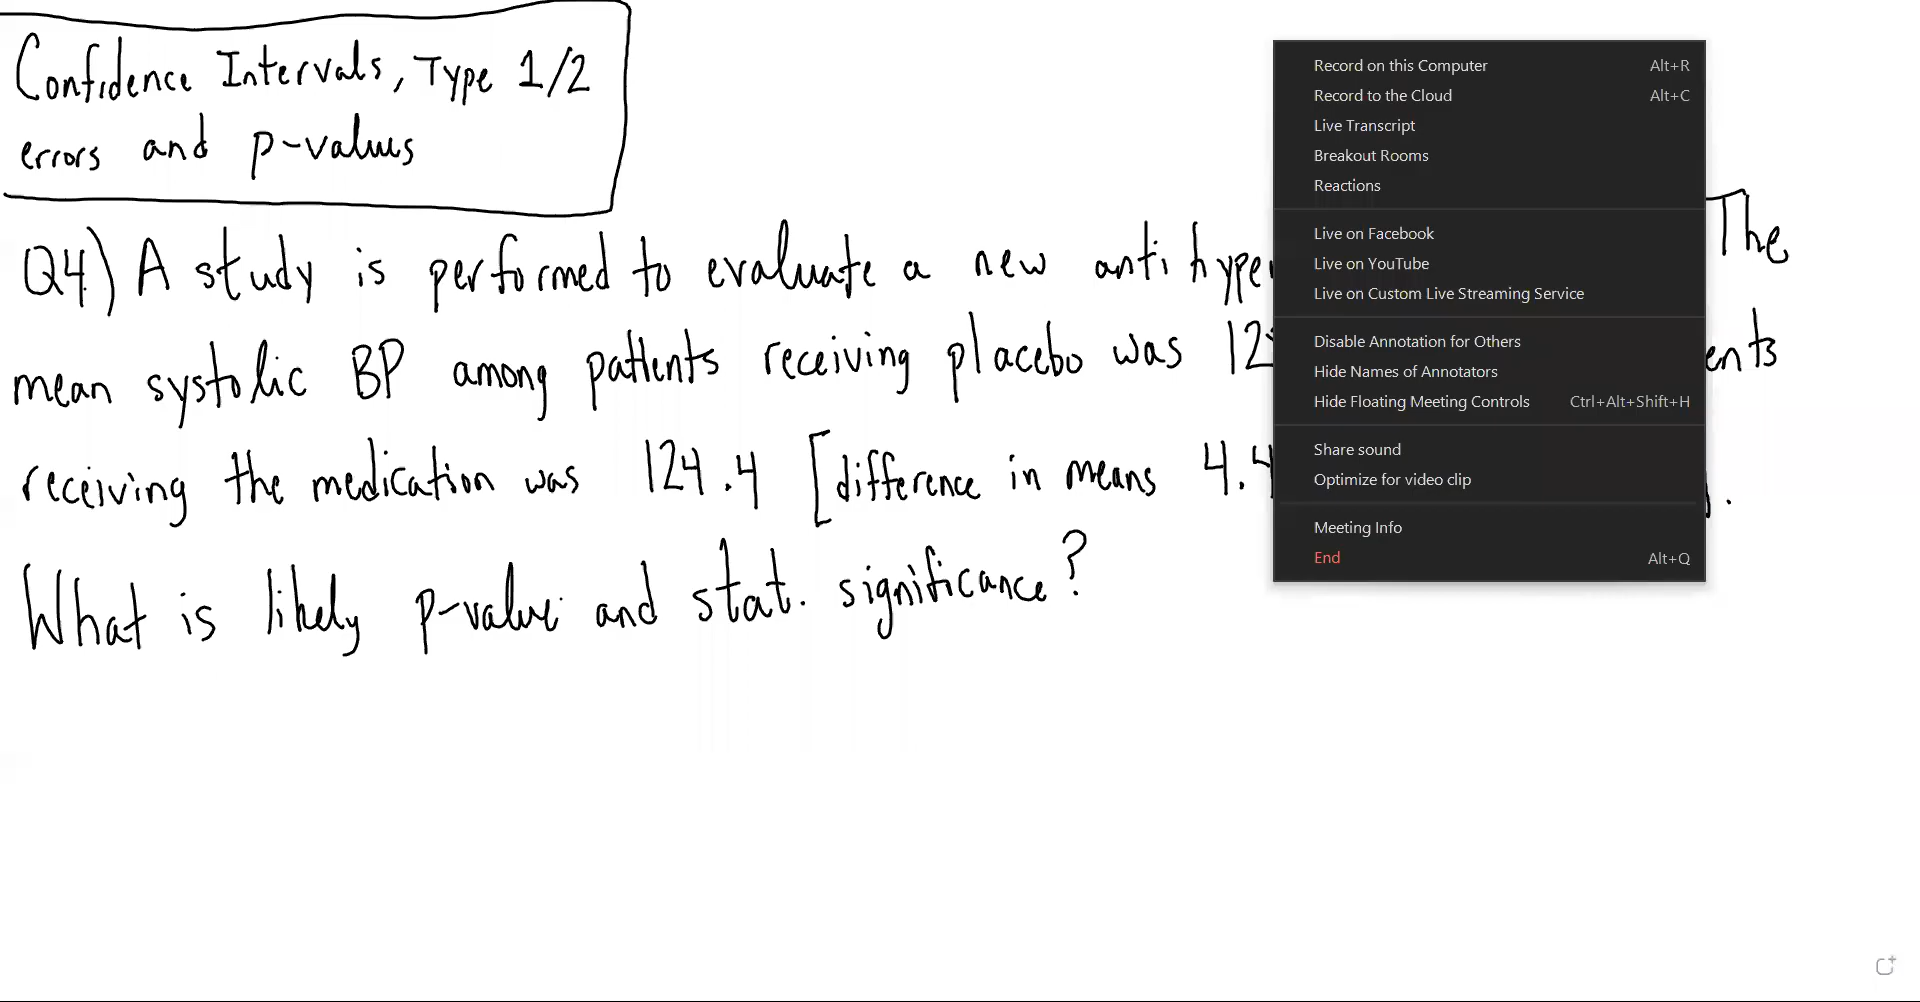 Confidence Intervals, Type 1/2
errors and p-values
Q4) A study is performed to evaluate a new anti The
mean systolic BP among patients receiving placebo was
receiving the medication was 124.4 [difference in means
What is likely p-value and stat. significance?
Record on this Computer Alt+R
Record to the Cloud Alt+C
Live Transcript
Breakout Rooms
Reactions
Live on Facebook
Live on YouTube
Live on Custom Live Streaming Service
Disable Annotation for Others
Hide Names of Annotators
Hide Floating Meeting Controls Ctrl+Alt+Shift+H
Share sound
Optimize for video clip
Meeting Info
End Alt+Q